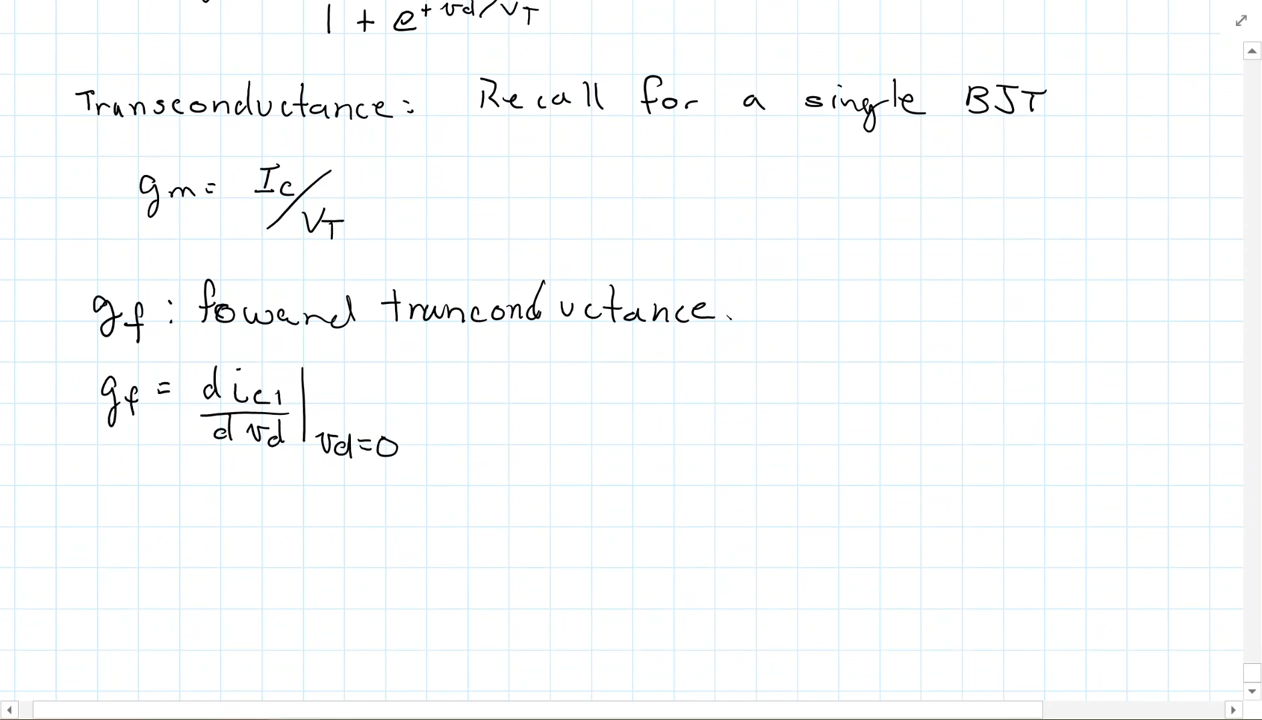 1 + e^{+vd/VT}
Transconductance: Recall for a single BJT
gm = Ic/VT
gf : foward tranconductance.
gf = dic1/dvd |vd=0